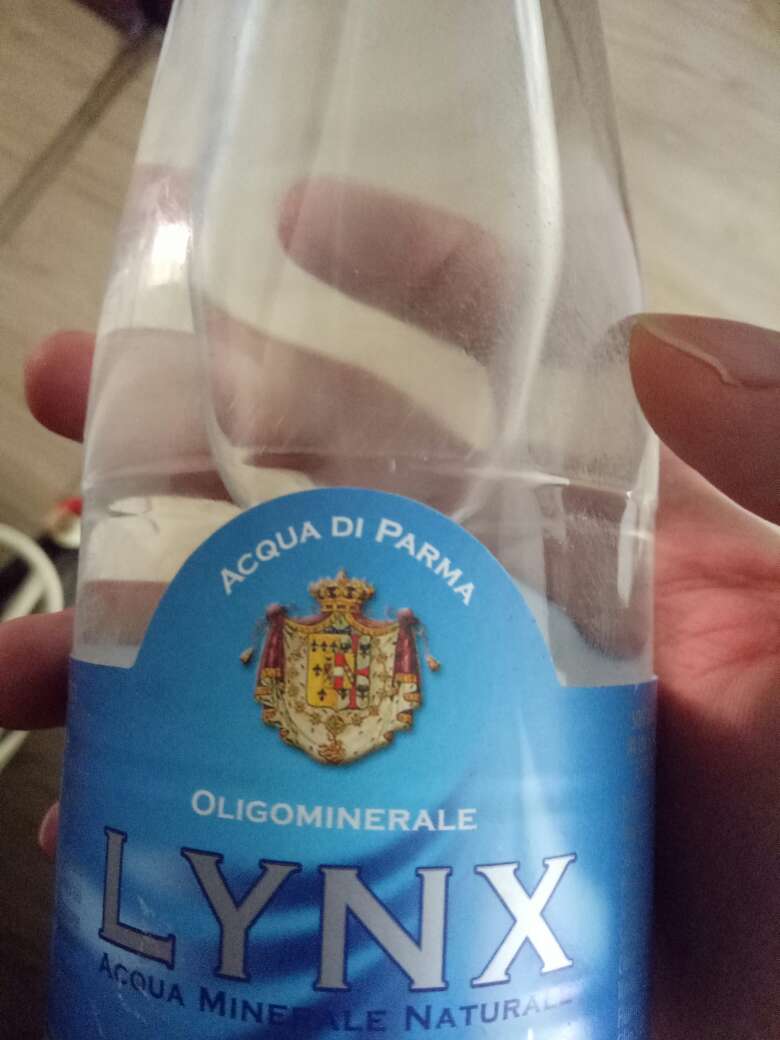 ACQUA DI PARMA
OLIGOMINERALE
LYNX
ACQUA MINERALE NATURALE